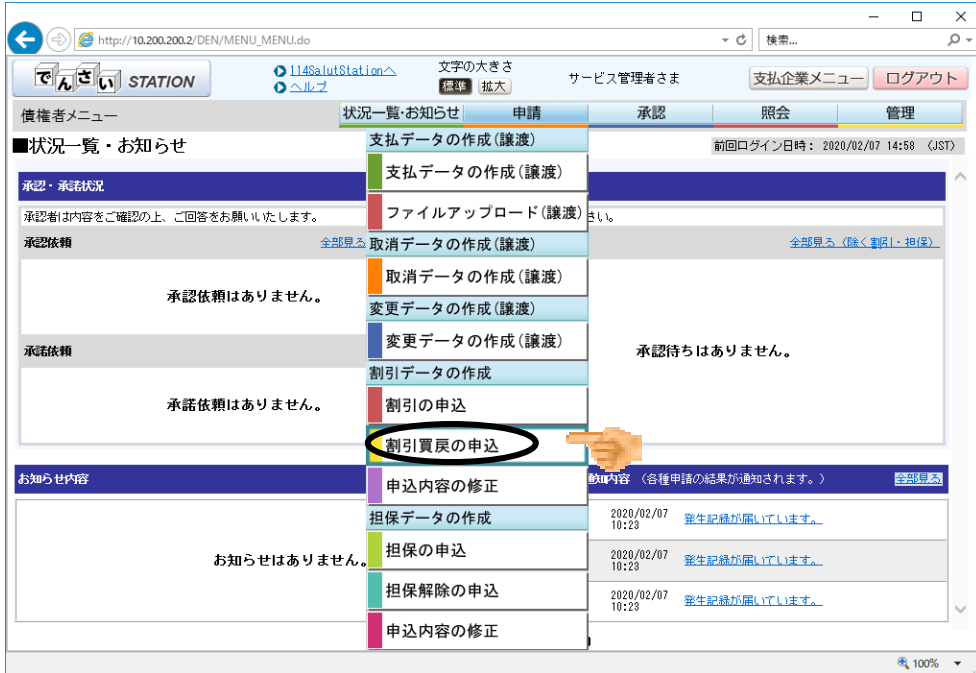 http://10.200.200.2/DEN/MENU_MENU.do
検索...
でんさい STATION
114SalutStationへ
ヘルプ
文字の大きさ
標準 拡大
サービス管理者さま
支払企業メニュー
ログアウト
債権者メニュー
状況一覧・お知らせ 申請 承認 照会 管理
■状況一覧・お知らせ
前回ログイン日時: 2020/02/07 14:58 (JST)
承認・承諾状況
承認者は内容をご確認の上、ご回答をお願いいたします。
さい。
承認依頼
全部見る
全部見る(除く割引・担保)
承認依頼はありません。
承諾依頼
承諾依頼はありません。
承認待ちはありません。
支払データの作成(譲渡)
支払データの作成(譲渡)
ファイルアップロード(譲渡)
取消データの作成(譲渡)
取消データの作成(譲渡)
変更データの作成(譲渡)
変更データの作成(譲渡)
割引データの作成
割引の申込
割引買戻の申込
申込内容の修正
担保データの作成
担保の申込
担保解除の申込
申込内容の修正
お知らせ内容
お知らせはありません。
通知内容 (各種申請の結果が通知されます。)
全部見る
2020/02/07 10:23 発生記録が届いています。
2020/02/07 10:23 発生記録が届いています。
2020/02/07 10:23 発生記録が届いています。
100%